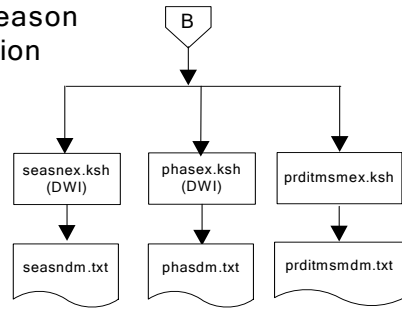 eason
ion
B
seasnex.ksh
(DWI)
phasex.ksh
(DWI)
prditmsmex.ksh
seasndm.txt
phasdm.txt
prditmsmdm.txt